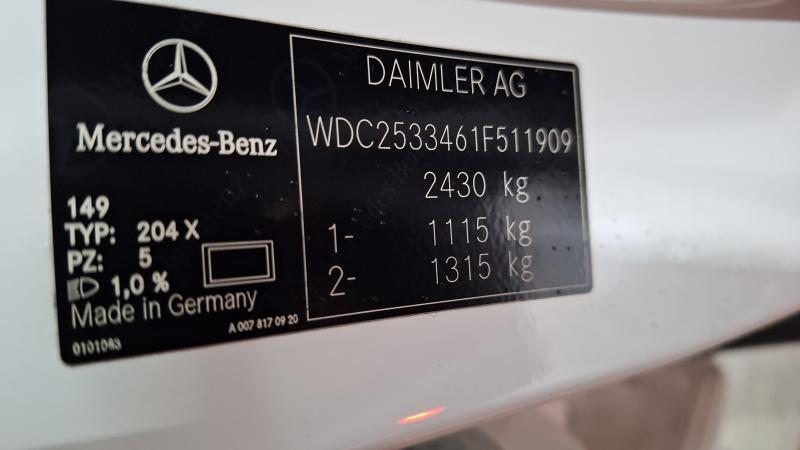 Mercedes-Benz
149
TYP: 204 X
PZ: 5
1,0 %
Made in Germany
A 007 817 09 20
0101043
DAIMLER AG
WDC2533461F511909
2430 kg
1- 1115 kg
2- 1315 kg